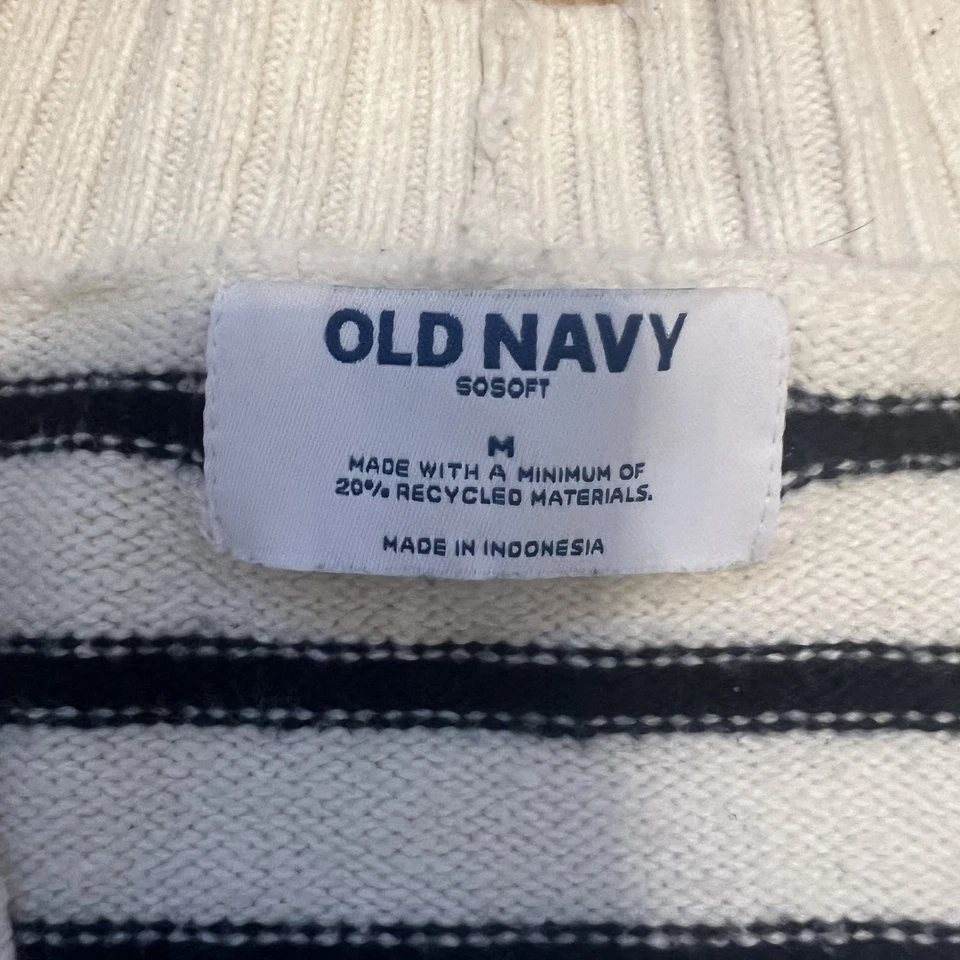 OLD NAVY
SOSOFT
M
MADE WITH A MINIMUM OF
20% RECYCLED MATERIALS.
MADE IN INDONESIA